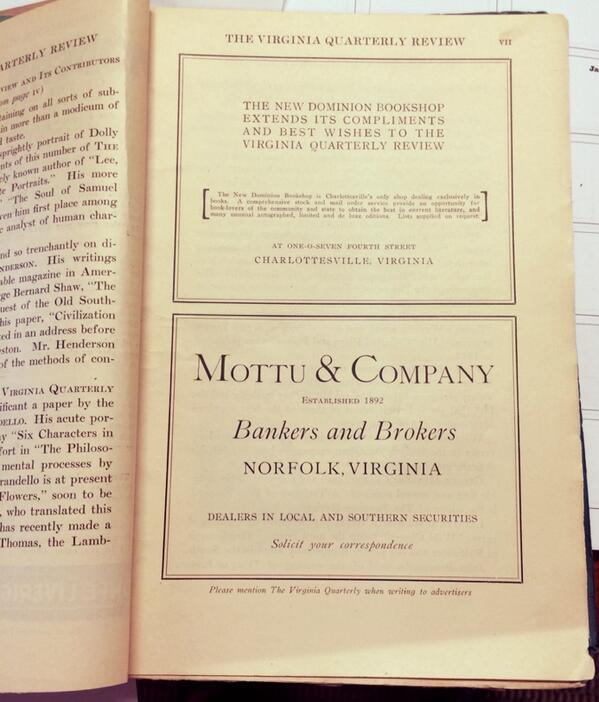 ARTERLY REVIEW
VIEW AND ITS CONTRIBUTORS
om page iv)
taining on all sorts of sub-
in more than a modicum of
d taste.
sprightly portrait of Dolly
nts of this number of THE
ly known author of "Lee,
te Portraits." His more
"The Soul of Samuel
ven him first place among
c analyst of human char-
nd so trenchantly on di-
NDERSON. His writings
able magazine in Amer-
ge Bernard Shaw, "The
uest of the Old South-
his paper, "Civilization
ted in an address before
ston. Mr. Henderson
of the methods of con-
VIRGINIA QUARTERLY
ificant a paper by the
DELLO. His acute por-
y "Six Characters in
fort in "The Philoso-
mental processes by
randello is at present
Flowers," soon to be
, who translated this
has recently made a
Thomas, the Lamb-
THE VIRGINIA QUARTERLY REVIEW VII
THE NEW DOMINION BOOKSHOP
EXTENDS ITS COMPLIMENTS
AND BEST WISHES TO THE
VIRGINIA QUARTERLY REVIEW
[The New Dominion Bookshop is Charlottesville's only shop dealing exclusively in
books. A comprehensive stock and mail order service provide an opportunity for
book-lovers of the community and state to obtain the best in current literature, and
many unusual autographed, limited and de luxe editions. Lists supplied on request.]
AT ONE-O-SEVEN FOURTH STREET
CHARLOTTESVILLE, VIRGINIA
MOTTU & COMPANY
ESTABLISHED 1892
Bankers and Brokers
NORFOLK, VIRGINIA
DEALERS IN LOCAL AND SOUTHERN SECURITIES
Solicit your correspondence
Please mention The Virginia Quarterly when writing to advertisers
Ja